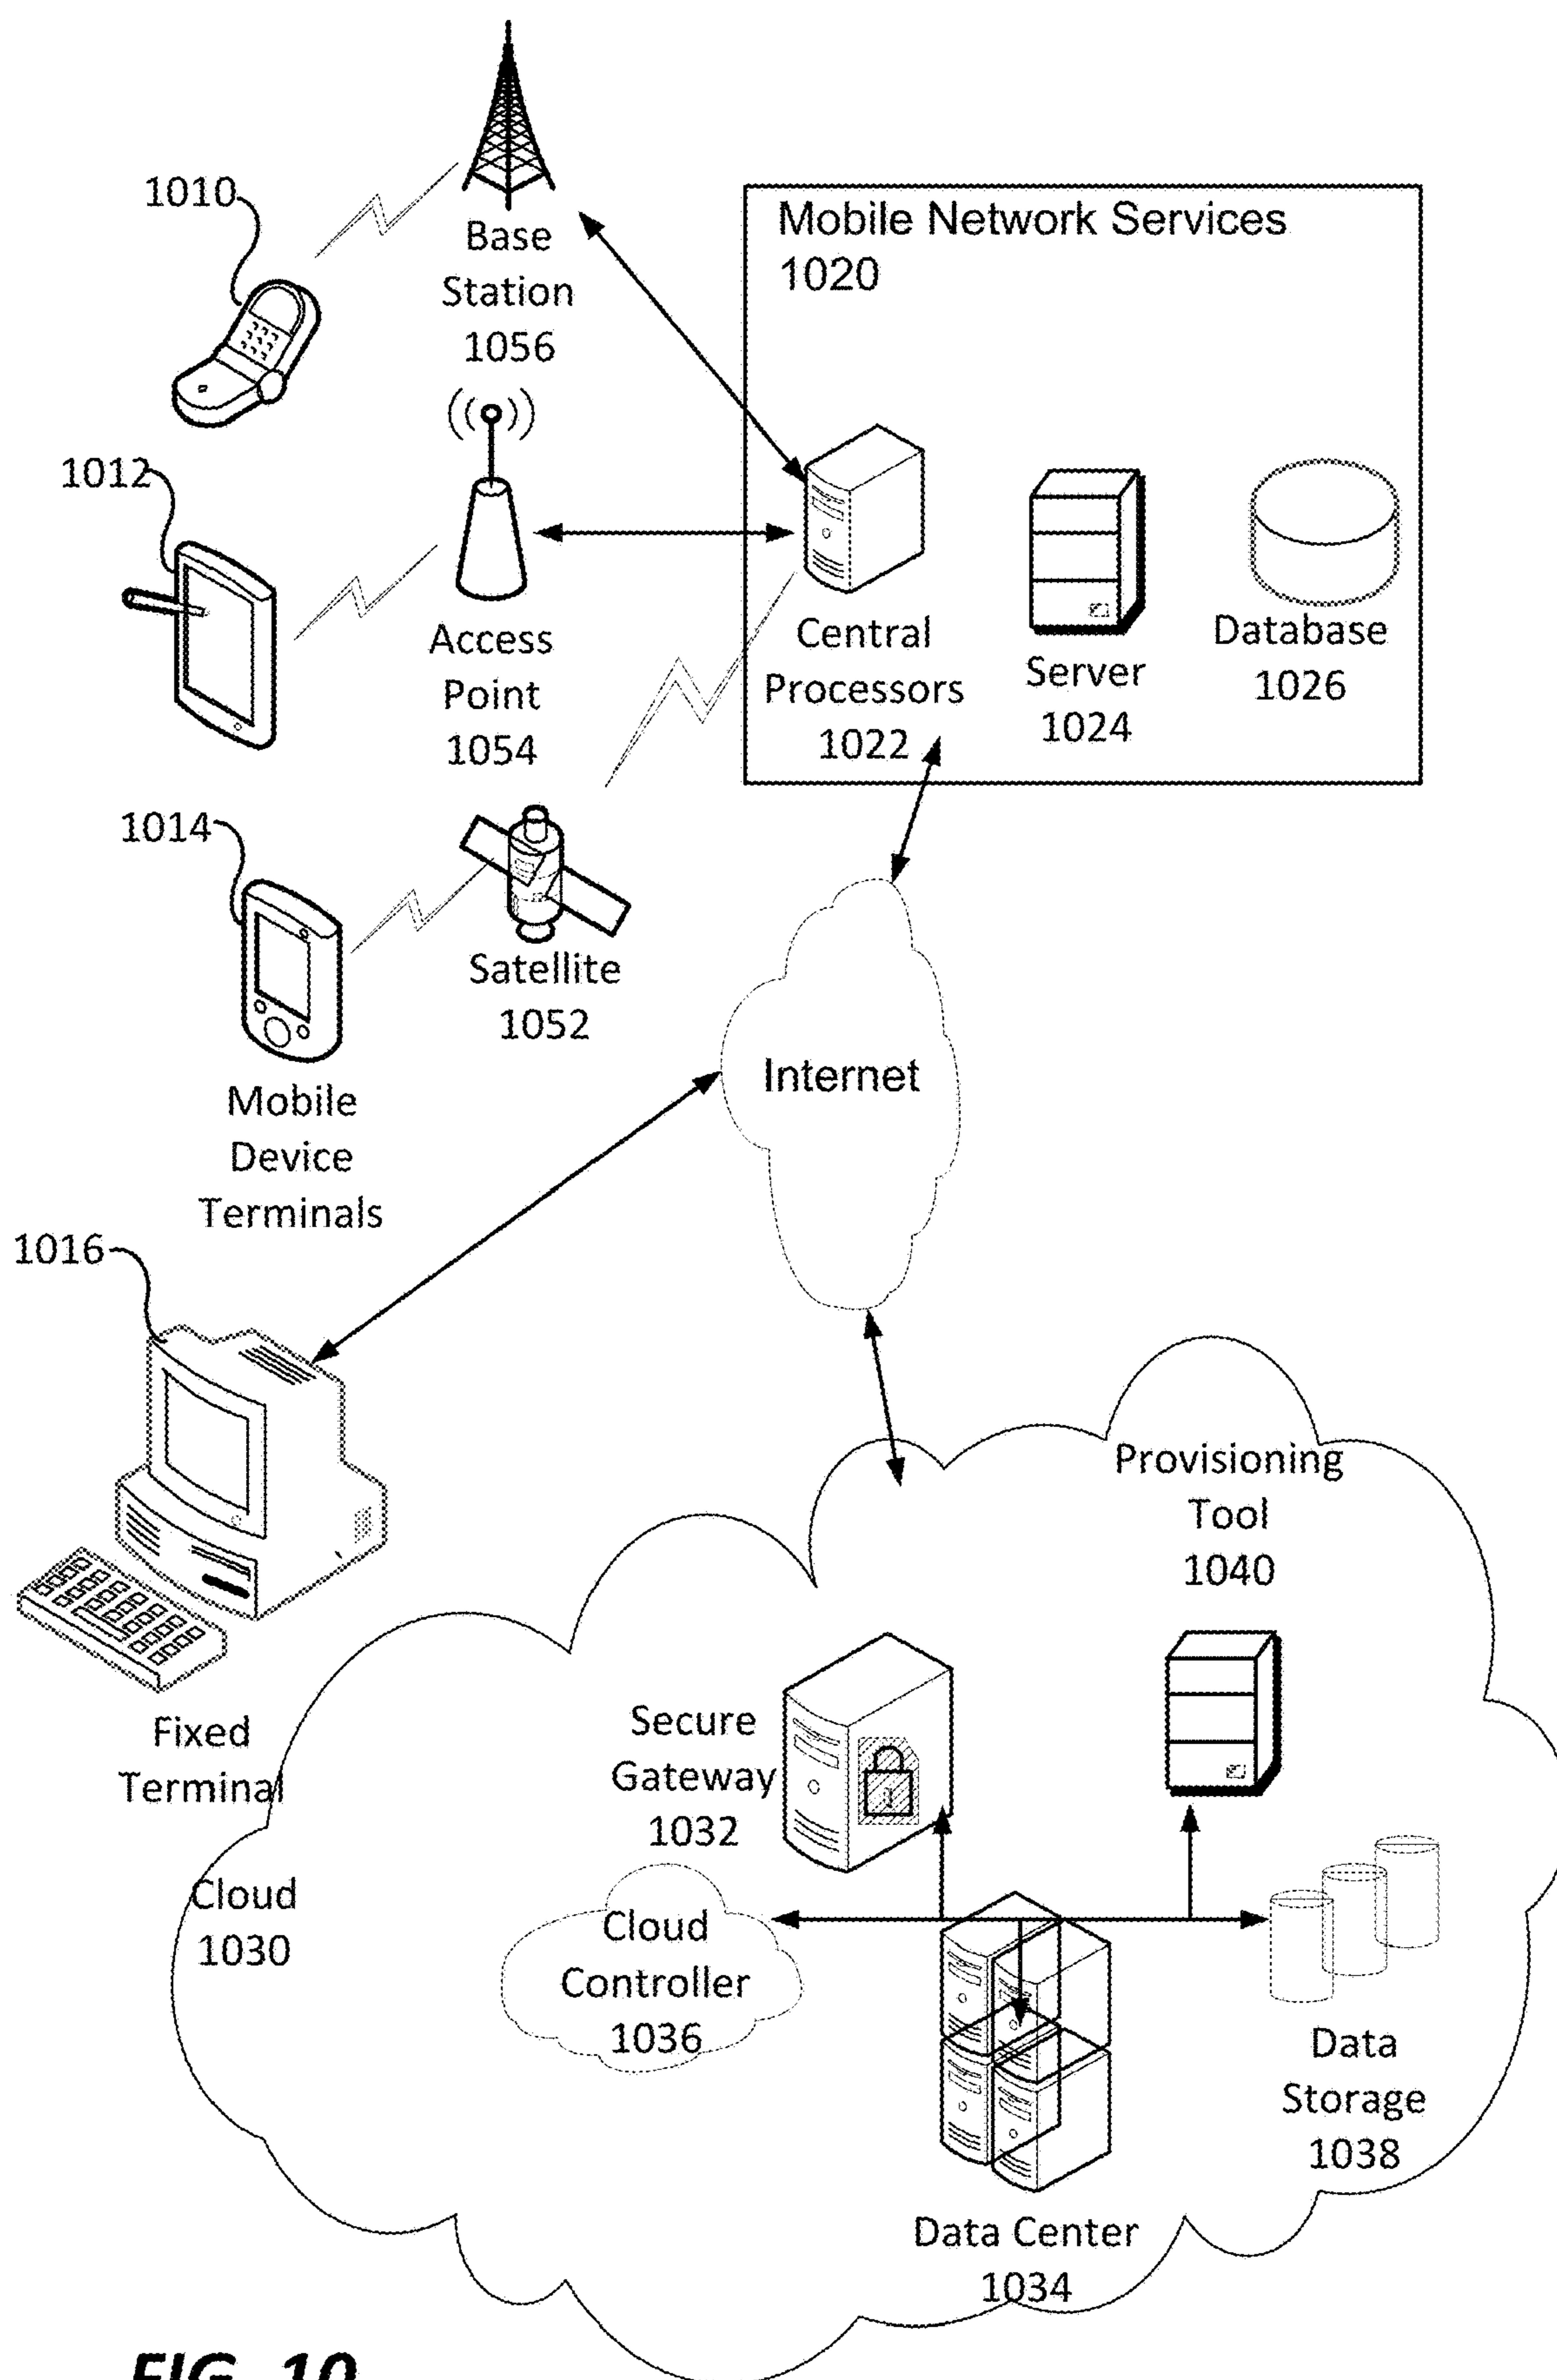 1010
Base
Station
1056
Mobile Network Services
1020
1012
Access
Point
1054
Central
Processors
1022
Server
1024
Database
1026
1014
Satellite
1052
Mobile
Device
Terminals
Internet
1016
Fixed
Terminal
Provisioning
Tool
1040
Secure
Gateway
1032
Cloud
1030
Cloud
Controller
1036
Data
Storage
1038
Data Center
1034
FIG. 10